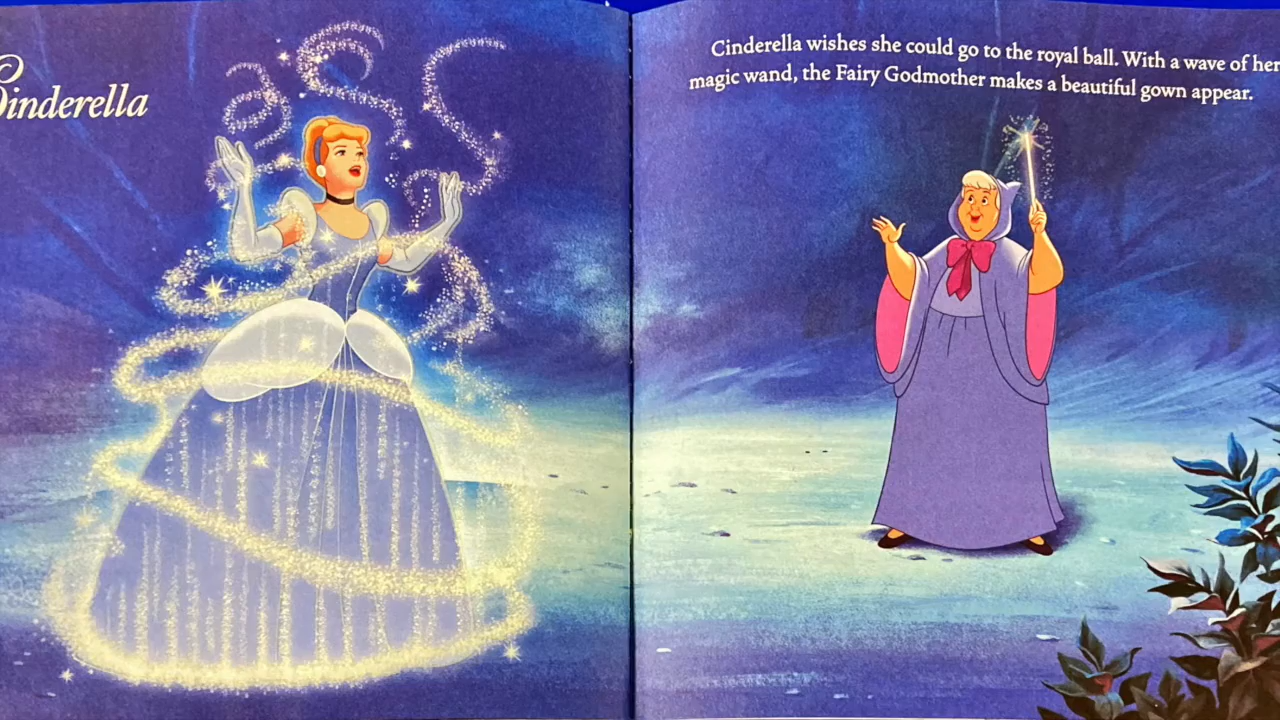 Cinderella
Cinderella wishes she could go to the royal ball. With a wave of her
magic wand, the Fairy Godmother makes a beautiful gown appear.